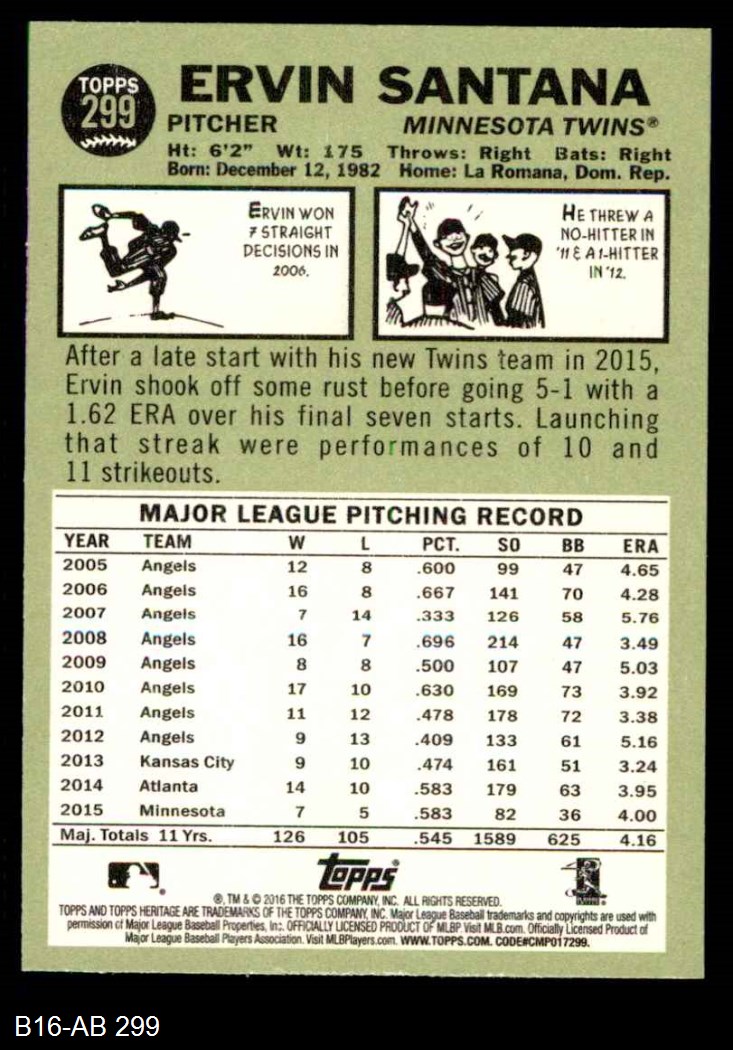 TOPPS
299
ERVIN SANTANA
PITCHER MINNESOTA TWINS®
Ht: 6'2" Wt: 175 Throws: Right Bats: Right
Born: December 12, 1982 Home: La Romana, Dom. Rep.
ERVIN WON
7 STRAIGHT
DECISIONS IN
2006.
HE THREW A
NO-HITTER IN
'11 & A 1-HITTER
IN '12.
After a late start with his new Twins team in 2015,
Ervin shook off some rust before going 5-1 with a
1.62 ERA over his final seven starts. Launching
that streak were performances of 10 and
11 strikeouts.
MAJOR LEAGUE PITCHING RECORD
YEAR TEAM W L PCT. SO BB ERA
2005 Angels 12 8 .600 99 47 4.65
2006 Angels 16 8 .667 141 70 4.28
2007 Angels 7 14 .333 126 58 5.76
2008 Angels 16 7 .696 214 47 3.49
2009 Angels 8 8 .500 107 47 5.03
2010 Angels 17 10 .630 169 73 3.92
2011 Angels 11 12 .478 178 72 3.38
2012 Angels 9 13 .409 133 61 5.16
2013 Kansas City 9 10 .474 161 51 3.24
2014 Atlanta 14 10 .583 179 63 3.95
2015 Minnesota 7 5 .583 82 36 4.00
Maj. Totals 11 Yrs. 126 105 .545 1589 625 4.16
Topps
®, TM & © 2016 THE TOPPS COMPANY, INC. ALL RIGHTS RESERVED.
TOPPS AND TOPPS HERITAGE ARE TRADEMARKS OF THE TOPPS COMPANY, INC. Major League Baseball trademarks and copyrights are used with
permission of Major League Baseball Properties, Inc. OFFICIALLY LICENSED PRODUCT OF MLBP Visit MLB.com. Officially Licensed Product of
Major League Baseball Players Association. Visit MLBPlayers.com. WWW.TOPPS.COM. CODE#CMP017299.
B16-AB 299